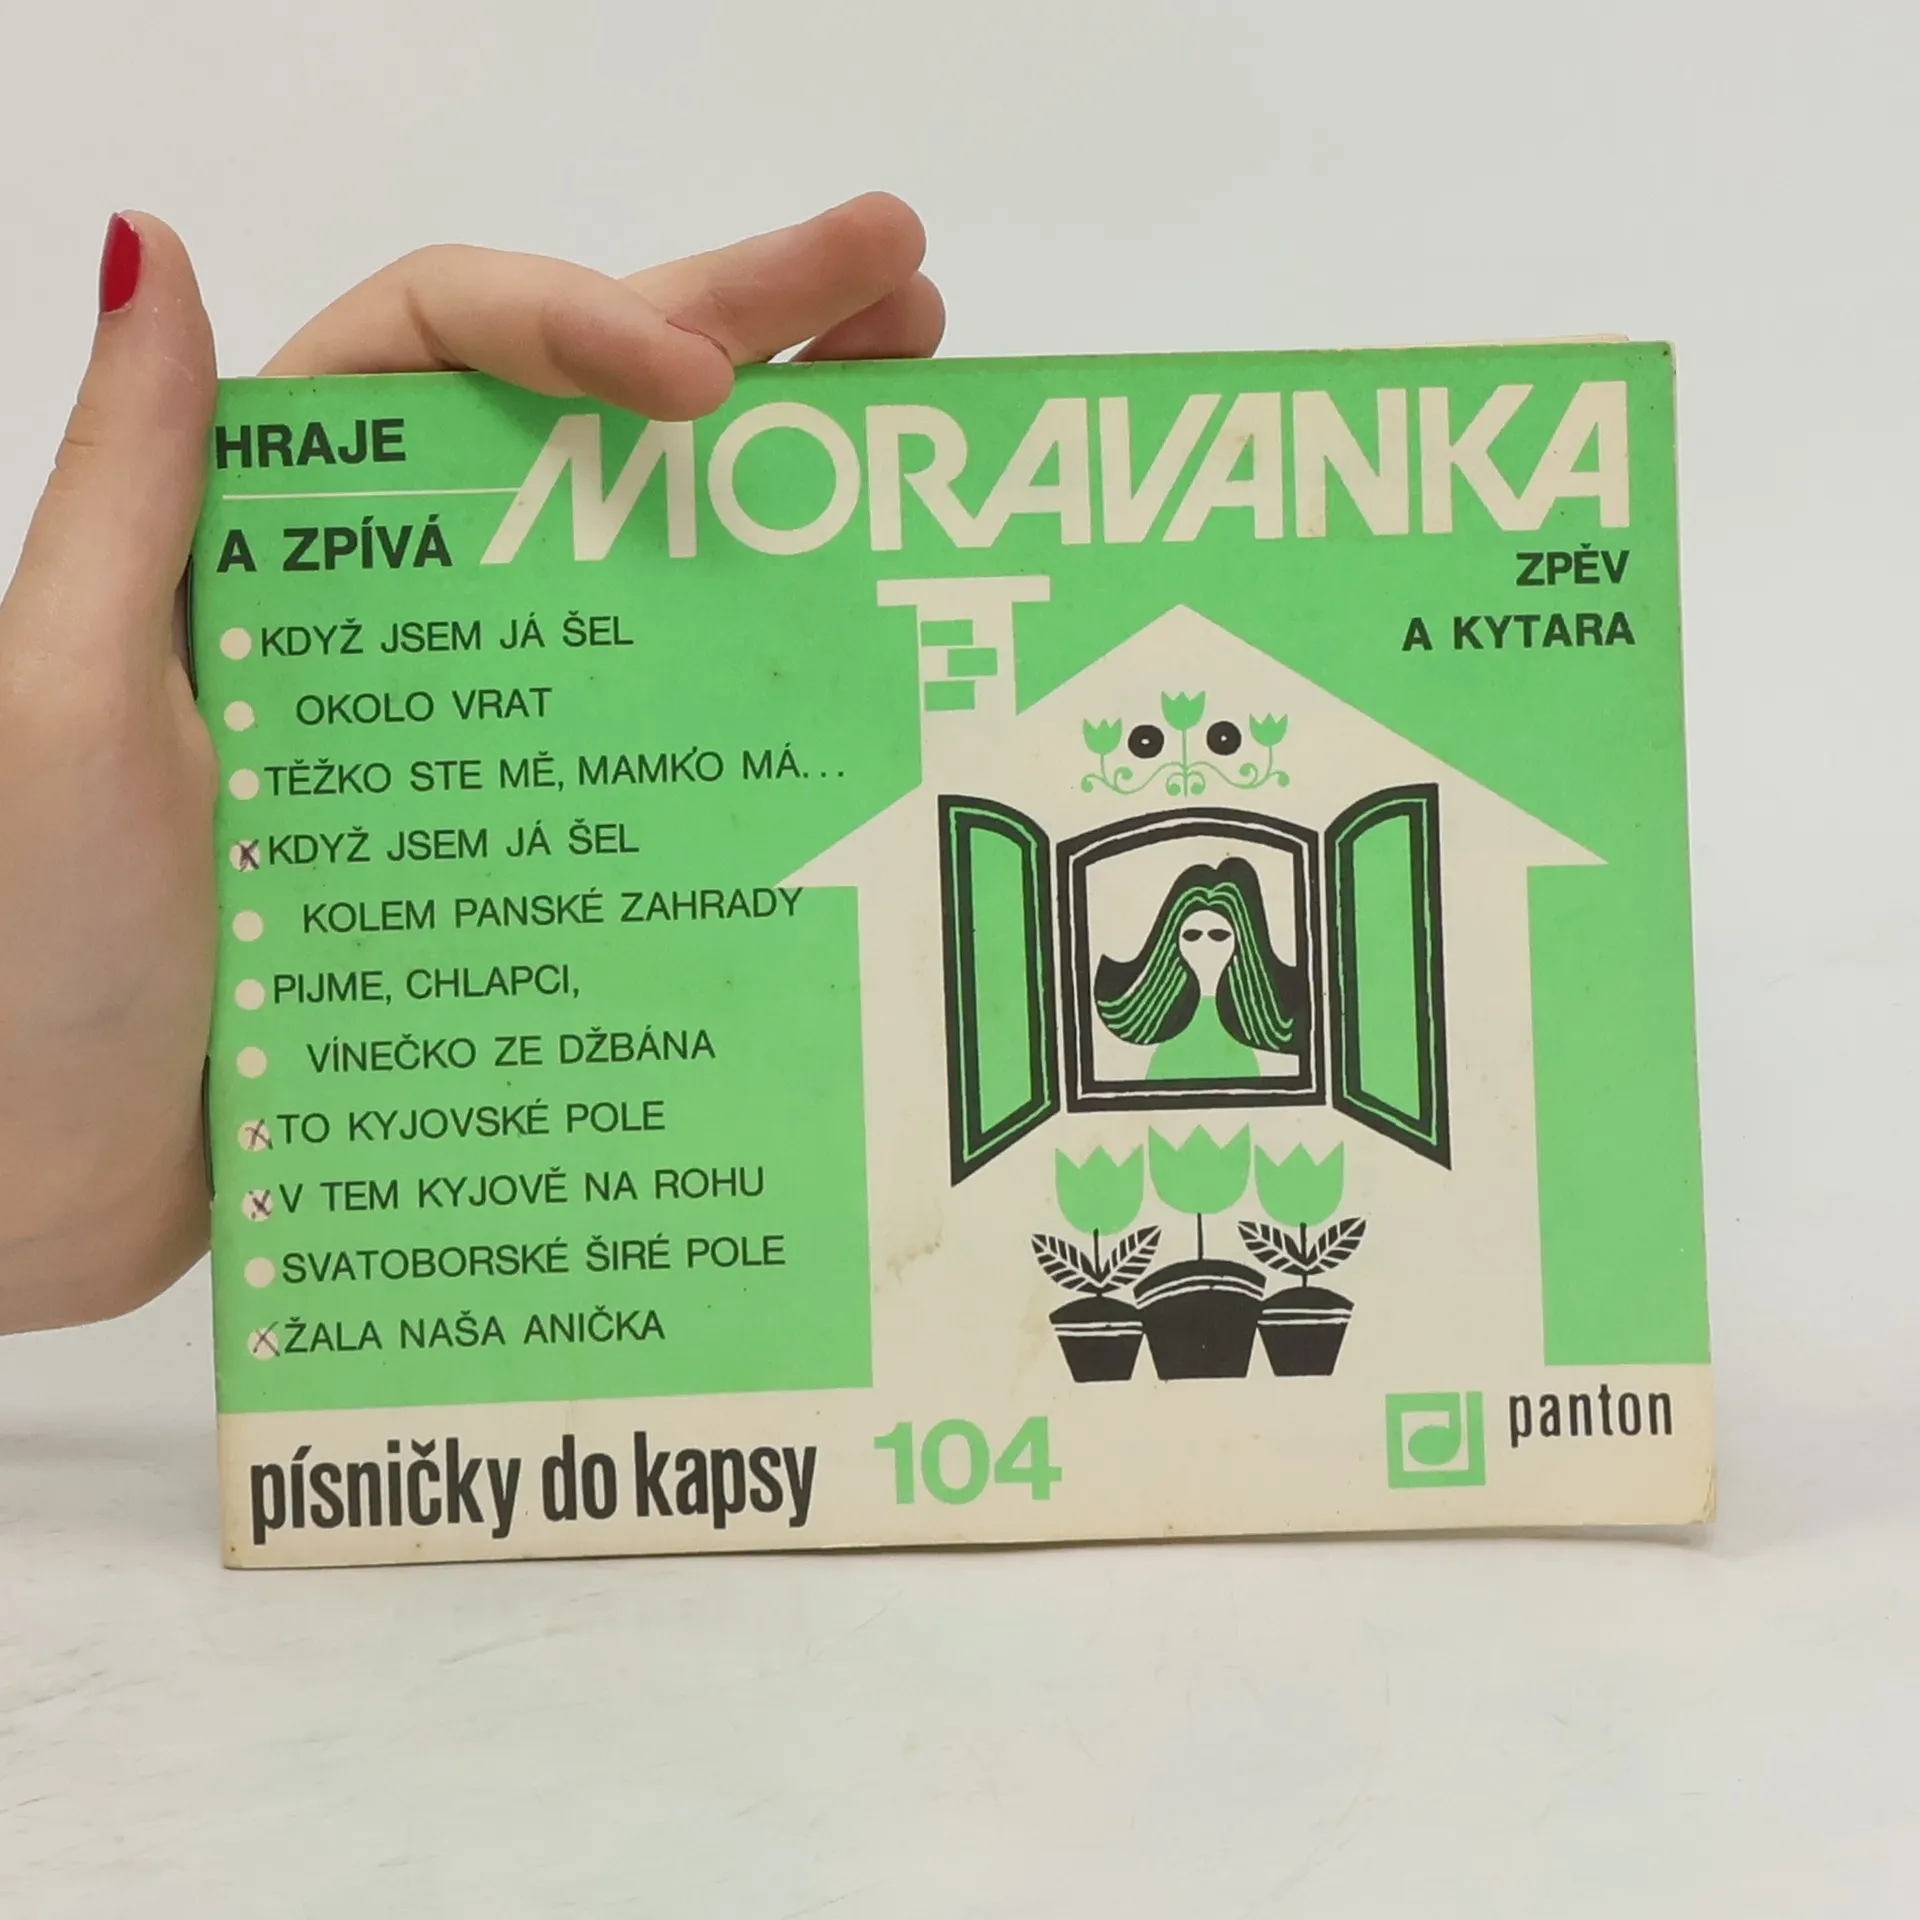 HRAJE
A ZPÍVÁ
MORAVANKA
ZPĚV
A KYTARA
KDYŽ JSEM JÁ ŠEL
OKOLO VRAT
TĚŽKO STE MĚ, MAMKO MÁ...
KDYŽ JSEM JÁ ŠEL
KOLEM PANSKÉ ZAHRADY
PIJME, CHLAPCI,
VÍNEČKO ZE DŽBÁNA
TO KYJOVSKÉ POLE
V TEM KYJOVĚ NA ROHU
SVATOBORSKÉ ŠIRÉ POLE
ŽALA NAŠA ANIČKA
písničky do kapsy 104
panton